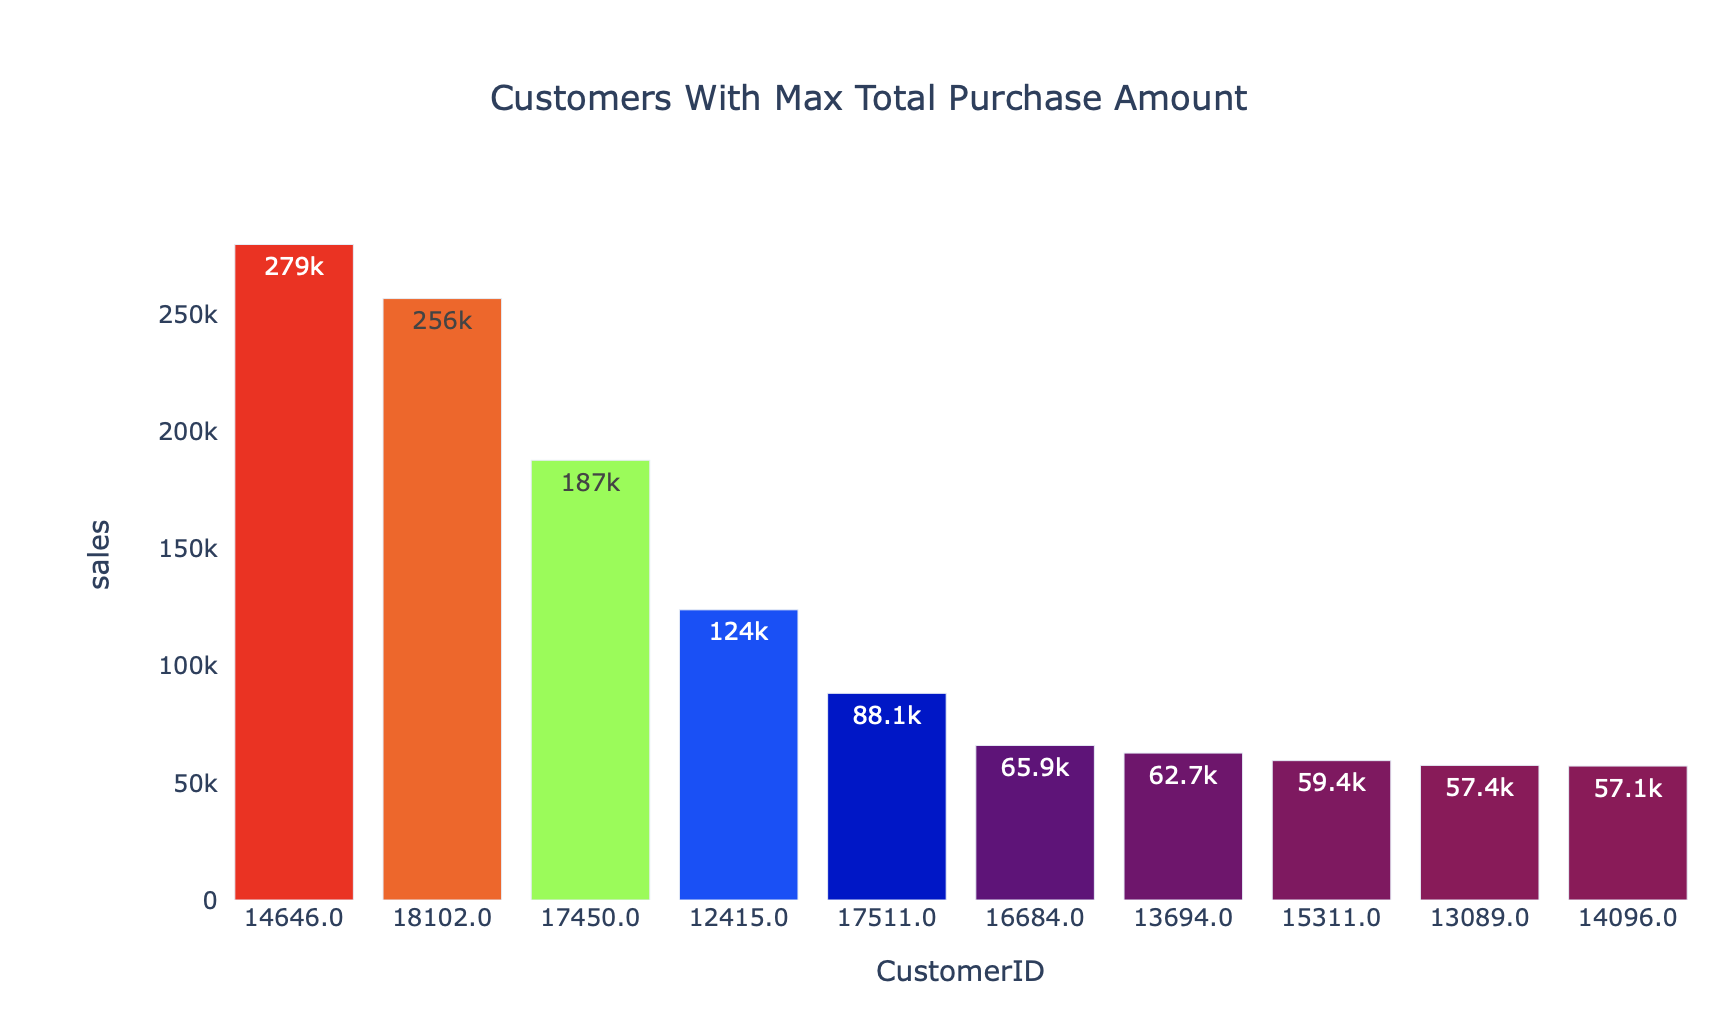 Customers With Max Total Purchase Amount
279k
256k
250k
200k
187k
150k
sales
124k
100k
88.1k
65.9k
62.7k
59.4k
57.4k
57.1k
50k
0
14646.0 18102.0 17450.0 12415.0 17511.0 16684.0 13694.0 15311.0 13089.0 14096.0
CustomerID